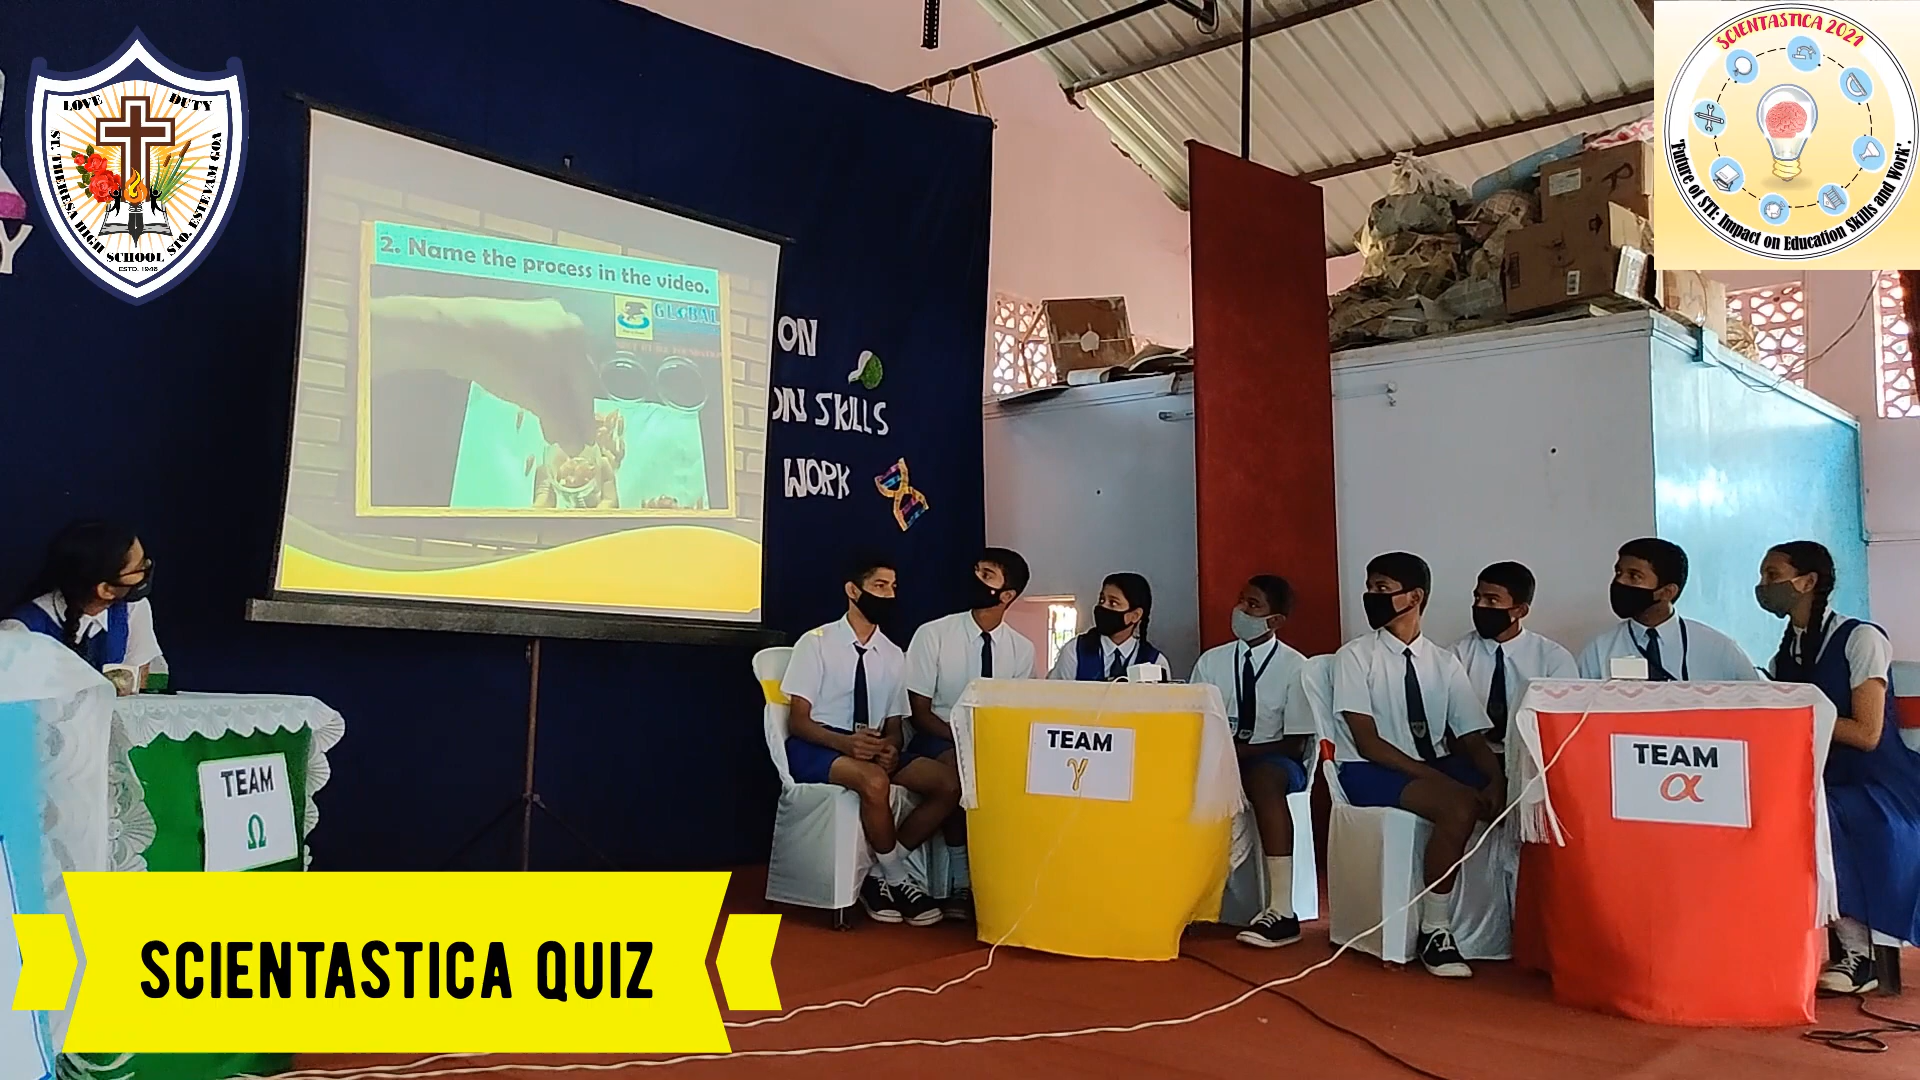 LOVE DUTY
ST. THERESA HIGH SCHOOL STO. ESTEVAM GOA
ESTD. 1946
SCIENTASTICA 2021
"Future of STI: Impact on Education Skills and Work".
2. Name the process in the video.
GLOBAL
Y
ON
ON SKILLS
WORK
TEAM
Ω
TEAM
γ
TEAM
α
SCIENTASTICA QUIZ